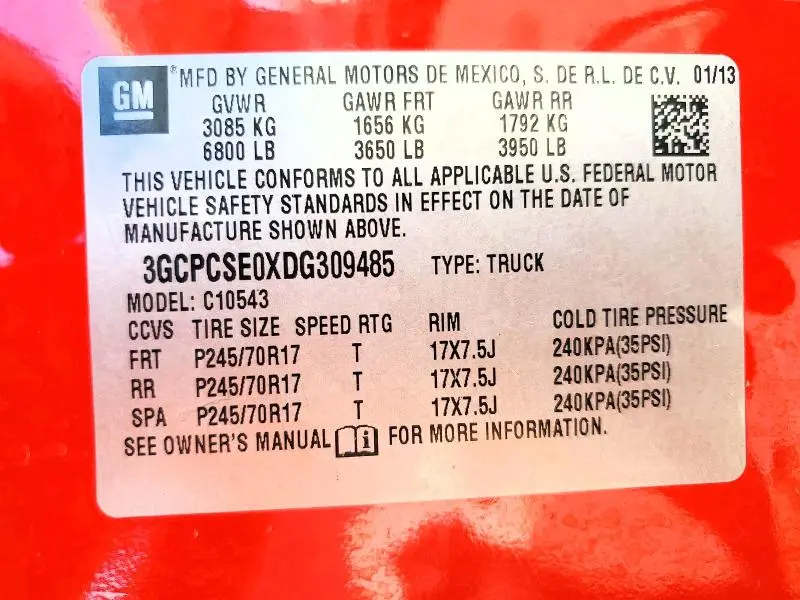 GM ® MFD BY GENERAL MOTORS DE MEXICO, S. DE R.L. DE C.V. 01/13
GVWR GAWR FRT GAWR RR
3085 KG 1656 KG 1792 KG
6800 LB 3650 LB 3950 LB
THIS VEHICLE CONFORMS TO ALL APPLICABLE U.S. FEDERAL MOTOR
VEHICLE SAFETY STANDARDS IN EFFECT ON THE DATE OF
MANUFACTURE SHOWN ABOVE.
3GCPCSE0XDG309485 TYPE: TRUCK
MODEL: C10543
CCVS TIRE SIZE SPEED RTG RIM COLD TIRE PRESSURE
FRT P245/70R17 T 17X7.5J 240KPA(35PSI)
RR P245/70R17 T 17X7.5J 240KPA(35PSI)
SPA P245/70R17 T 17X7.5J 240KPA(35PSI)
SEE OWNER'S MANUAL i FOR MORE INFORMATION.